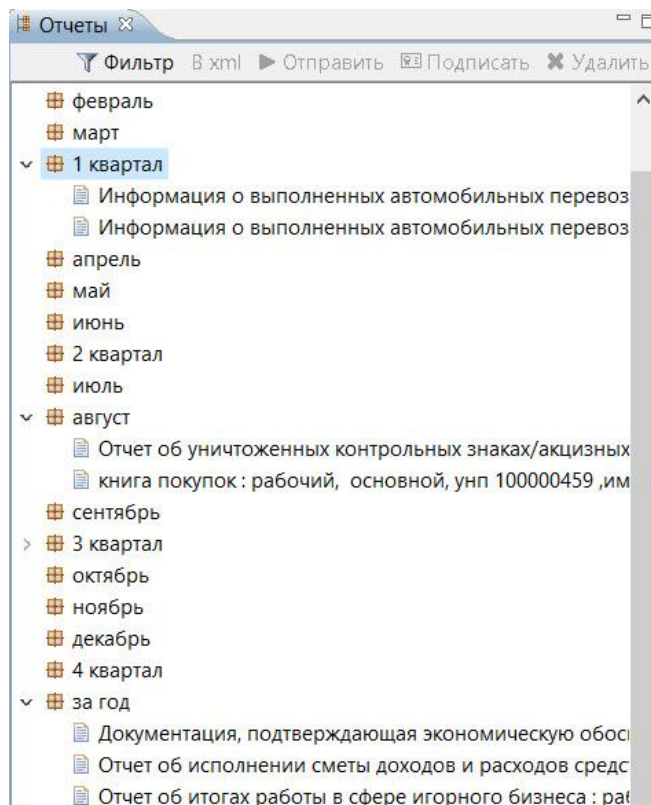 Отчеты
Фильтр В xml Отправить Подписать Удалить
февраль
март
1 квартал
Информация о выполненных автомобильных перевоз
Информация о выполненных автомобильных перевоз
апрель
май
июнь
2 квартал
июль
август
Отчет об уничтоженных контрольных знаках/акцизных
книга покупок : рабочий, основной, унп 100000459 ,им
сентябрь
3 квартал
октябрь
ноябрь
декабрь
4 квартал
за год
Документация, подтверждающая экономическую обос
Отчет об исполнении сметы доходов и расходов средс
Отчет об итогах работы в сфере игорного бизнеса : раб